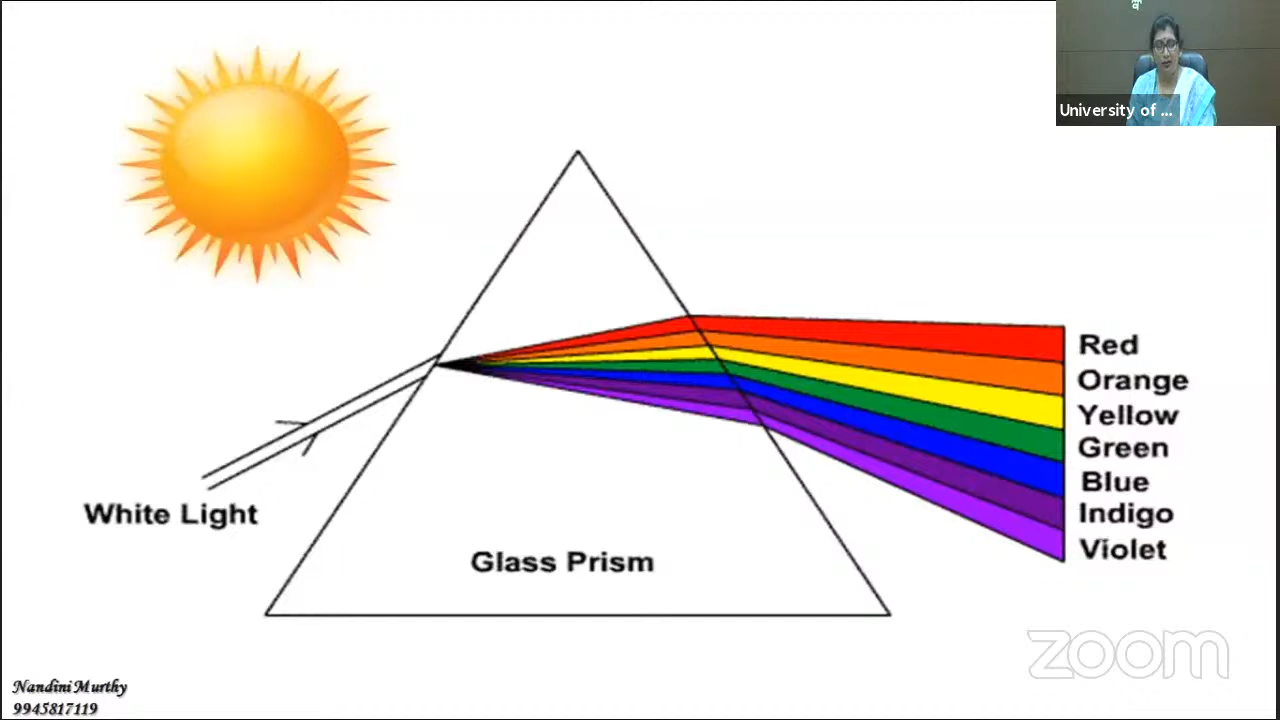 University of ...
Red
Orange
Yellow
Green
Blue
Indigo
Violet
White Light
Glass Prism
zoom
Nandini Murthy
9945817119